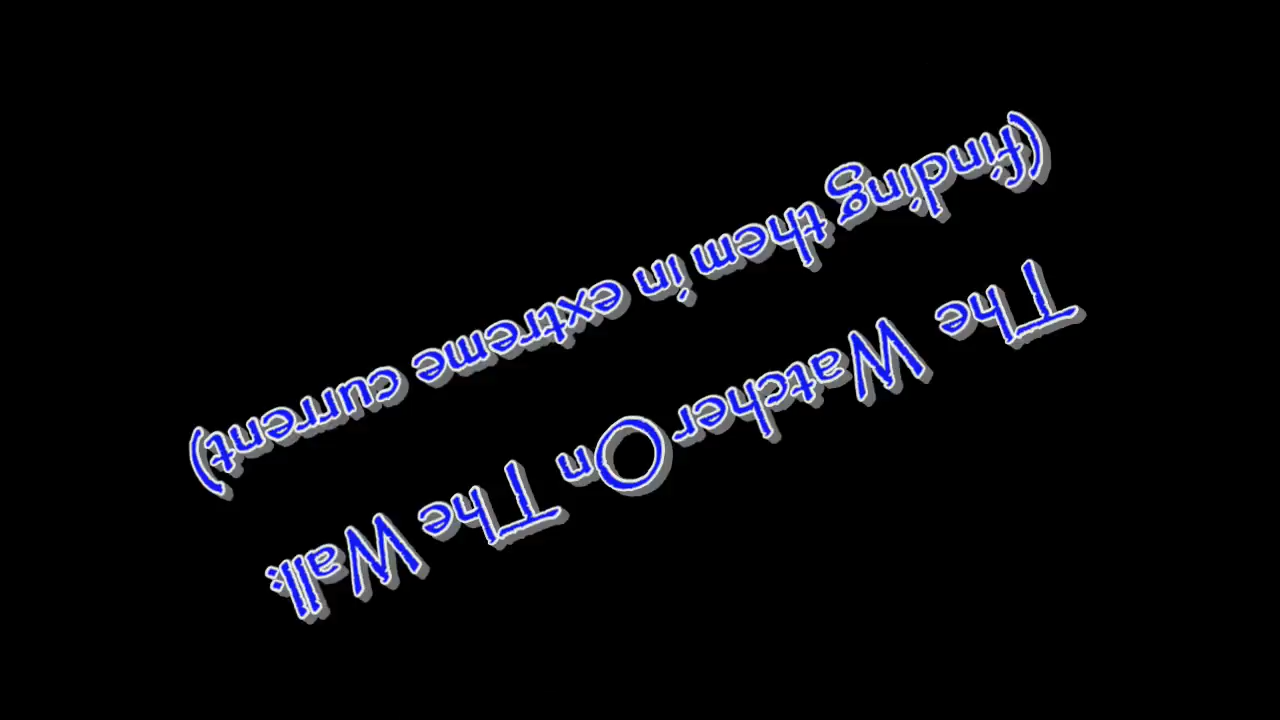 The Watcher On The Wall:
(finding them in extreme current)